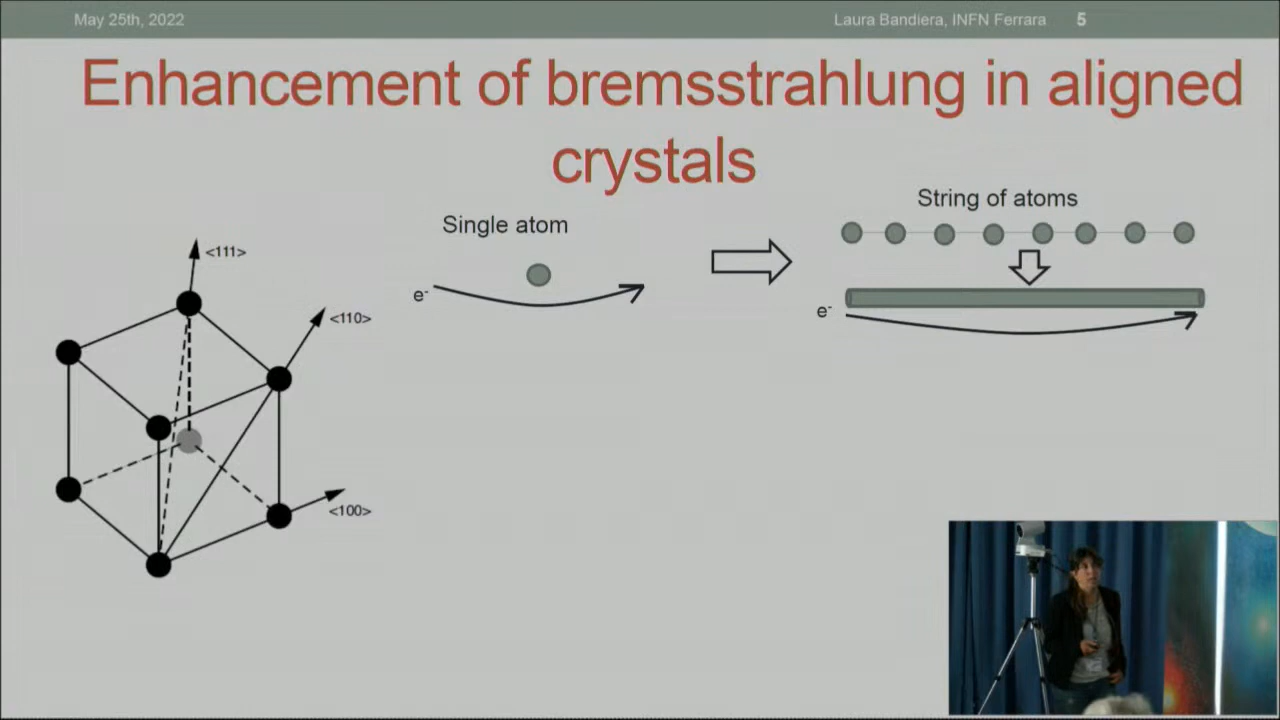 May 25th, 2022
Laura Bandiera, INFN Ferrara 5
Enhancement of bremsstrahlung in aligned
crystals
String of atoms
Single atom
<111>
e-
e-
<110>
<100>